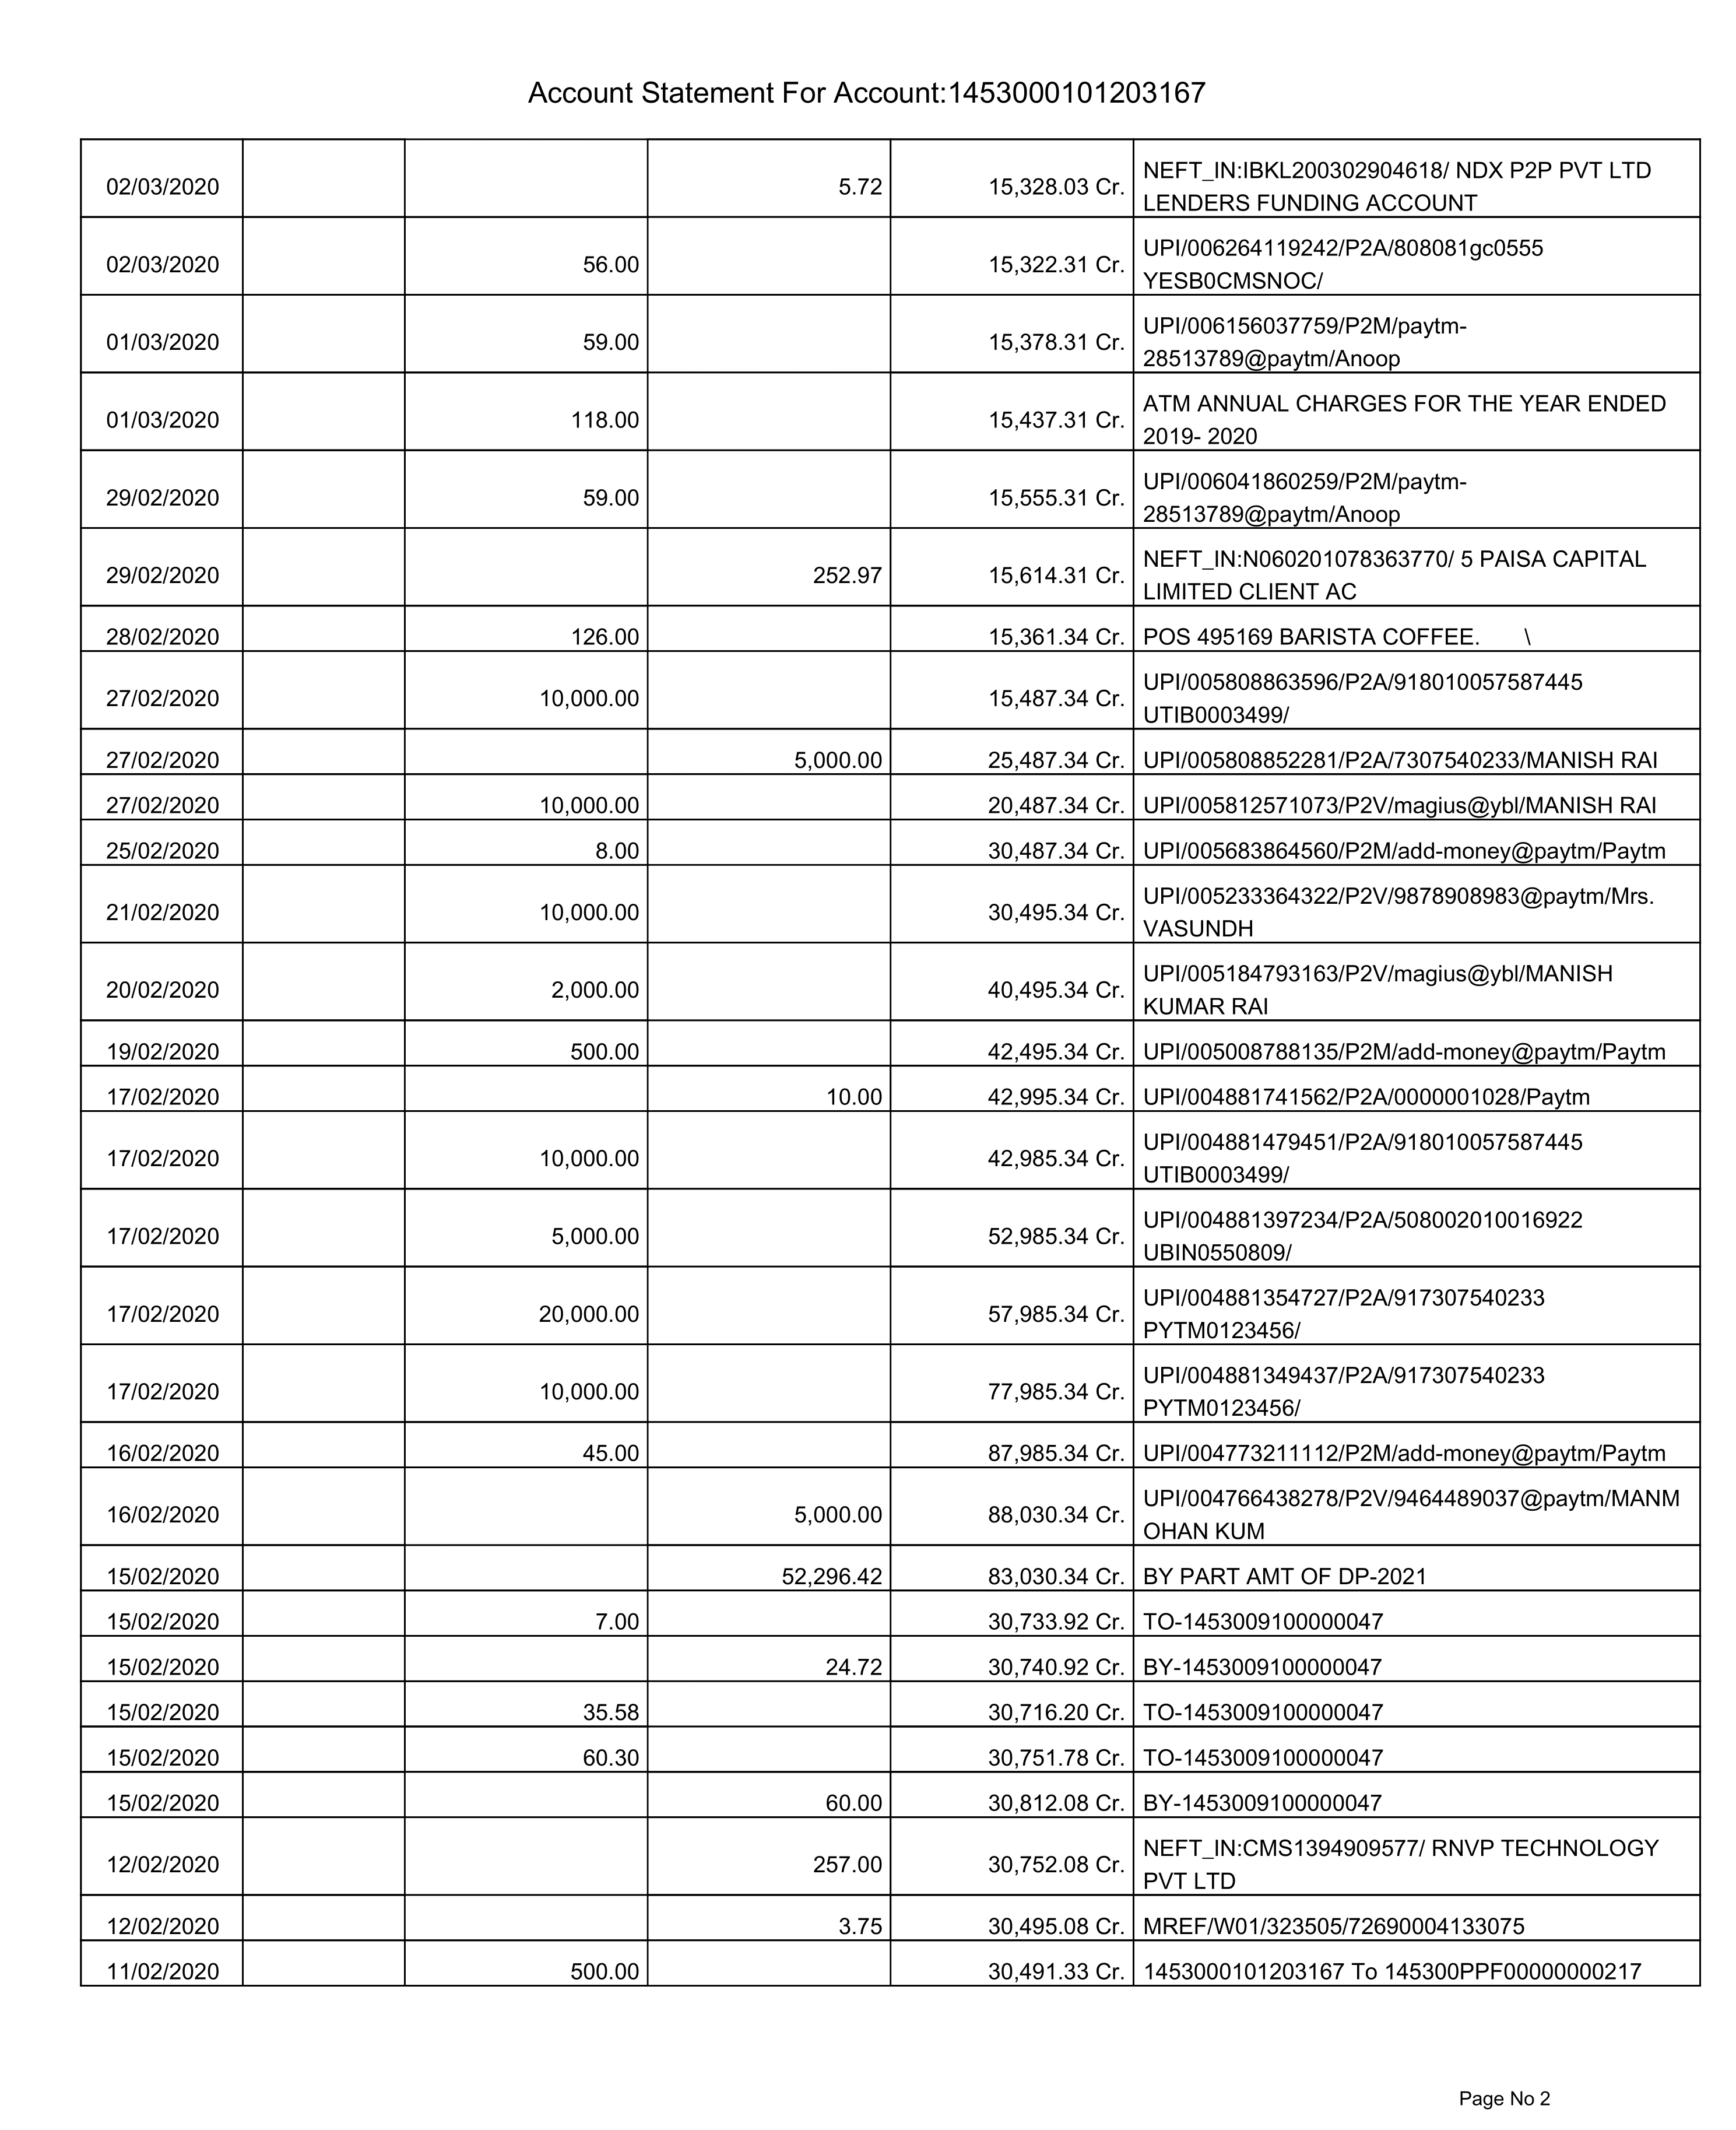 Account Statement For Account:1453000101203167
02/03/2020 5.72 15,328.03 Cr. NEFT_IN:IBKL200302904618/ NDX P2P PVT LTD
LENDERS FUNDING ACCOUNT
02/03/2020 56.00 15,322.31 Cr. UPI/006264119242/P2A/808081gc0555
YESB0CMSNOC/
01/03/2020 59.00 15,378.31 Cr. UPI/006156037759/P2M/paytm-
28513789@paytm/Anoop
01/03/2020 118.00 15,437.31 Cr. ATM ANNUAL CHARGES FOR THE YEAR ENDED
2019- 2020
29/02/2020 59.00 15,555.31 Cr. UPI/006041860259/P2M/paytm-
28513789@paytm/Anoop
29/02/2020 252.97 15,614.31 Cr. NEFT_IN:N060201078363770/ 5 PAISA CAPITAL
LIMITED CLIENT AC
28/02/2020 126.00 15,361.34 Cr. POS 495169 BARISTA COFFEE. \
27/02/2020 10,000.00 15,487.34 Cr. UPI/005808863596/P2A/918010057587445
UTIB0003499/
27/02/2020 5,000.00 25,487.34 Cr. UPI/005808852281/P2A/7307540233/MANISH RAI
27/02/2020 10,000.00 20,487.34 Cr. UPI/005812571073/P2V/magius@ybl/MANISH RAI
25/02/2020 8.00 30,487.34 Cr. UPI/005683864560/P2M/add-money@paytm/Paytm
21/02/2020 10,000.00 30,495.34 Cr. UPI/005233364322/P2V/9878908983@paytm/Mrs.
VASUNDH
20/02/2020 2,000.00 40,495.34 Cr. UPI/005184793163/P2V/magius@ybl/MANISH
KUMAR RAI
19/02/2020 500.00 42,495.34 Cr. UPI/005008788135/P2M/add-money@paytm/Paytm
17/02/2020 10.00 42,995.34 Cr. UPI/004881741562/P2A/0000001028/Paytm
17/02/2020 10,000.00 42,985.34 Cr. UPI/004881479451/P2A/918010057587445
UTIB0003499/
17/02/2020 5,000.00 52,985.34 Cr. UPI/004881397234/P2A/508002010016922
UBIN0550809/
17/02/2020 20,000.00 57,985.34 Cr. UPI/004881354727/P2A/917307540233
PYTM0123456/
17/02/2020 10,000.00 77,985.34 Cr. UPI/004881349437/P2A/917307540233
PYTM0123456/
16/02/2020 45.00 87,985.34 Cr. UPI/004773211112/P2M/add-money@paytm/Paytm
16/02/2020 5,000.00 88,030.34 Cr. UPI/004766438278/P2V/9464489037@paytm/MANM
OHAN KUM
15/02/2020 52,296.42 83,030.34 Cr. BY PART AMT OF DP-2021
15/02/2020 7.00 30,733.92 Cr. TO-1453009100000047
15/02/2020 24.72 30,740.92 Cr. BY-1453009100000047
15/02/2020 35.58 30,716.20 Cr. TO-1453009100000047
15/02/2020 60.30 30,751.78 Cr. TO-1453009100000047
15/02/2020 60.00 30,812.08 Cr. BY-1453009100000047
12/02/2020 257.00 30,752.08 Cr. NEFT_IN:CMS1394909577/ RNVP TECHNOLOGY
PVT LTD
12/02/2020 3.75 30,495.08 Cr. MREF/W01/323505/72690004133075
11/02/2020 500.00 30,491.33 Cr. 1453000101203167 To 145300PPF00000000217
Page No 2